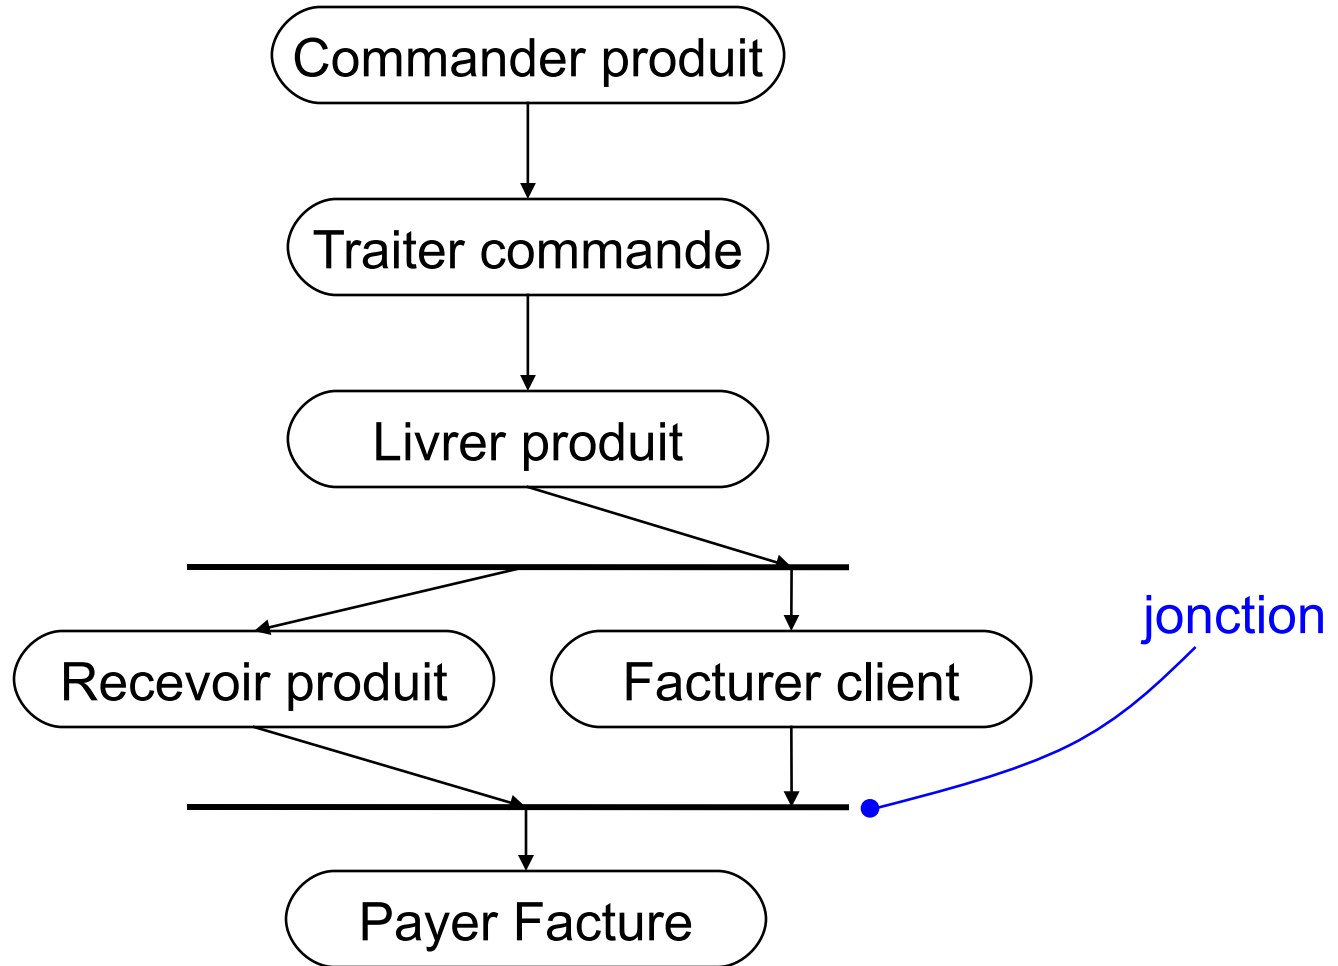 Commander produit
Traiter commande
Livrer produit
jonction
Recevoir produit
Facturer client
Payer Facture